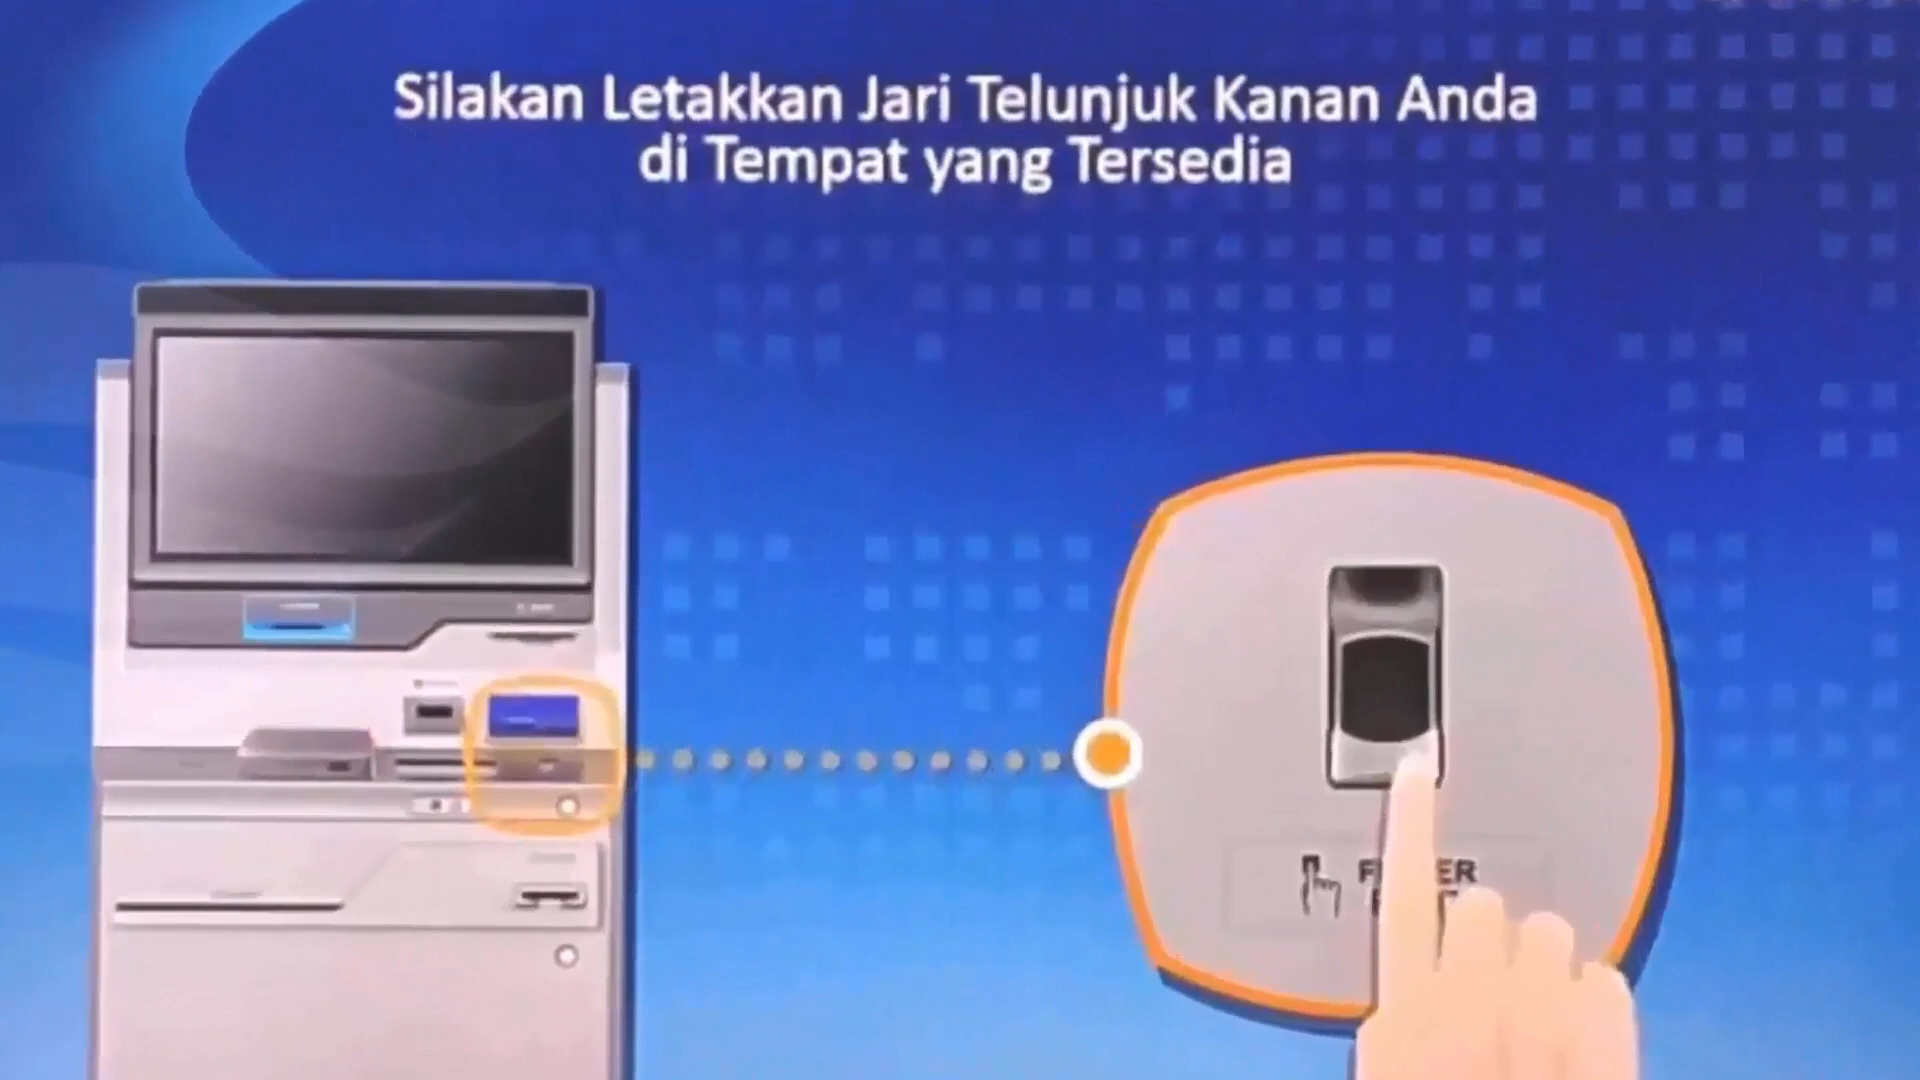 Silakan Letakkan Jari Telunjuk Kanan Anda
di Tempat yang Tersedia